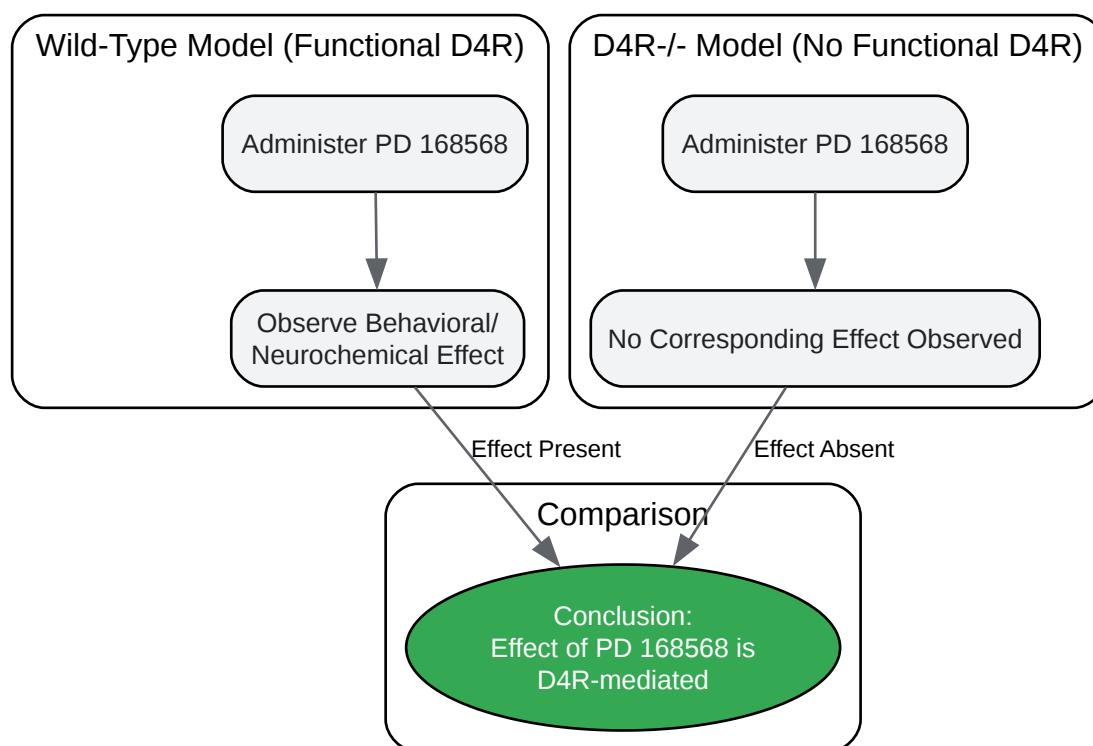 Wild-Type Model (Functional D4R)
Administer PD 168568
Observe Behavioral/
Neurochemical Effect
D4R-/- Model (No Functional D4R)
Administer PD 168568
No Corresponding Effect Observed
Effect Present
Effect Absent
Comparison
Conclusion:
Effect of PD 168568 is
D4R-mediated